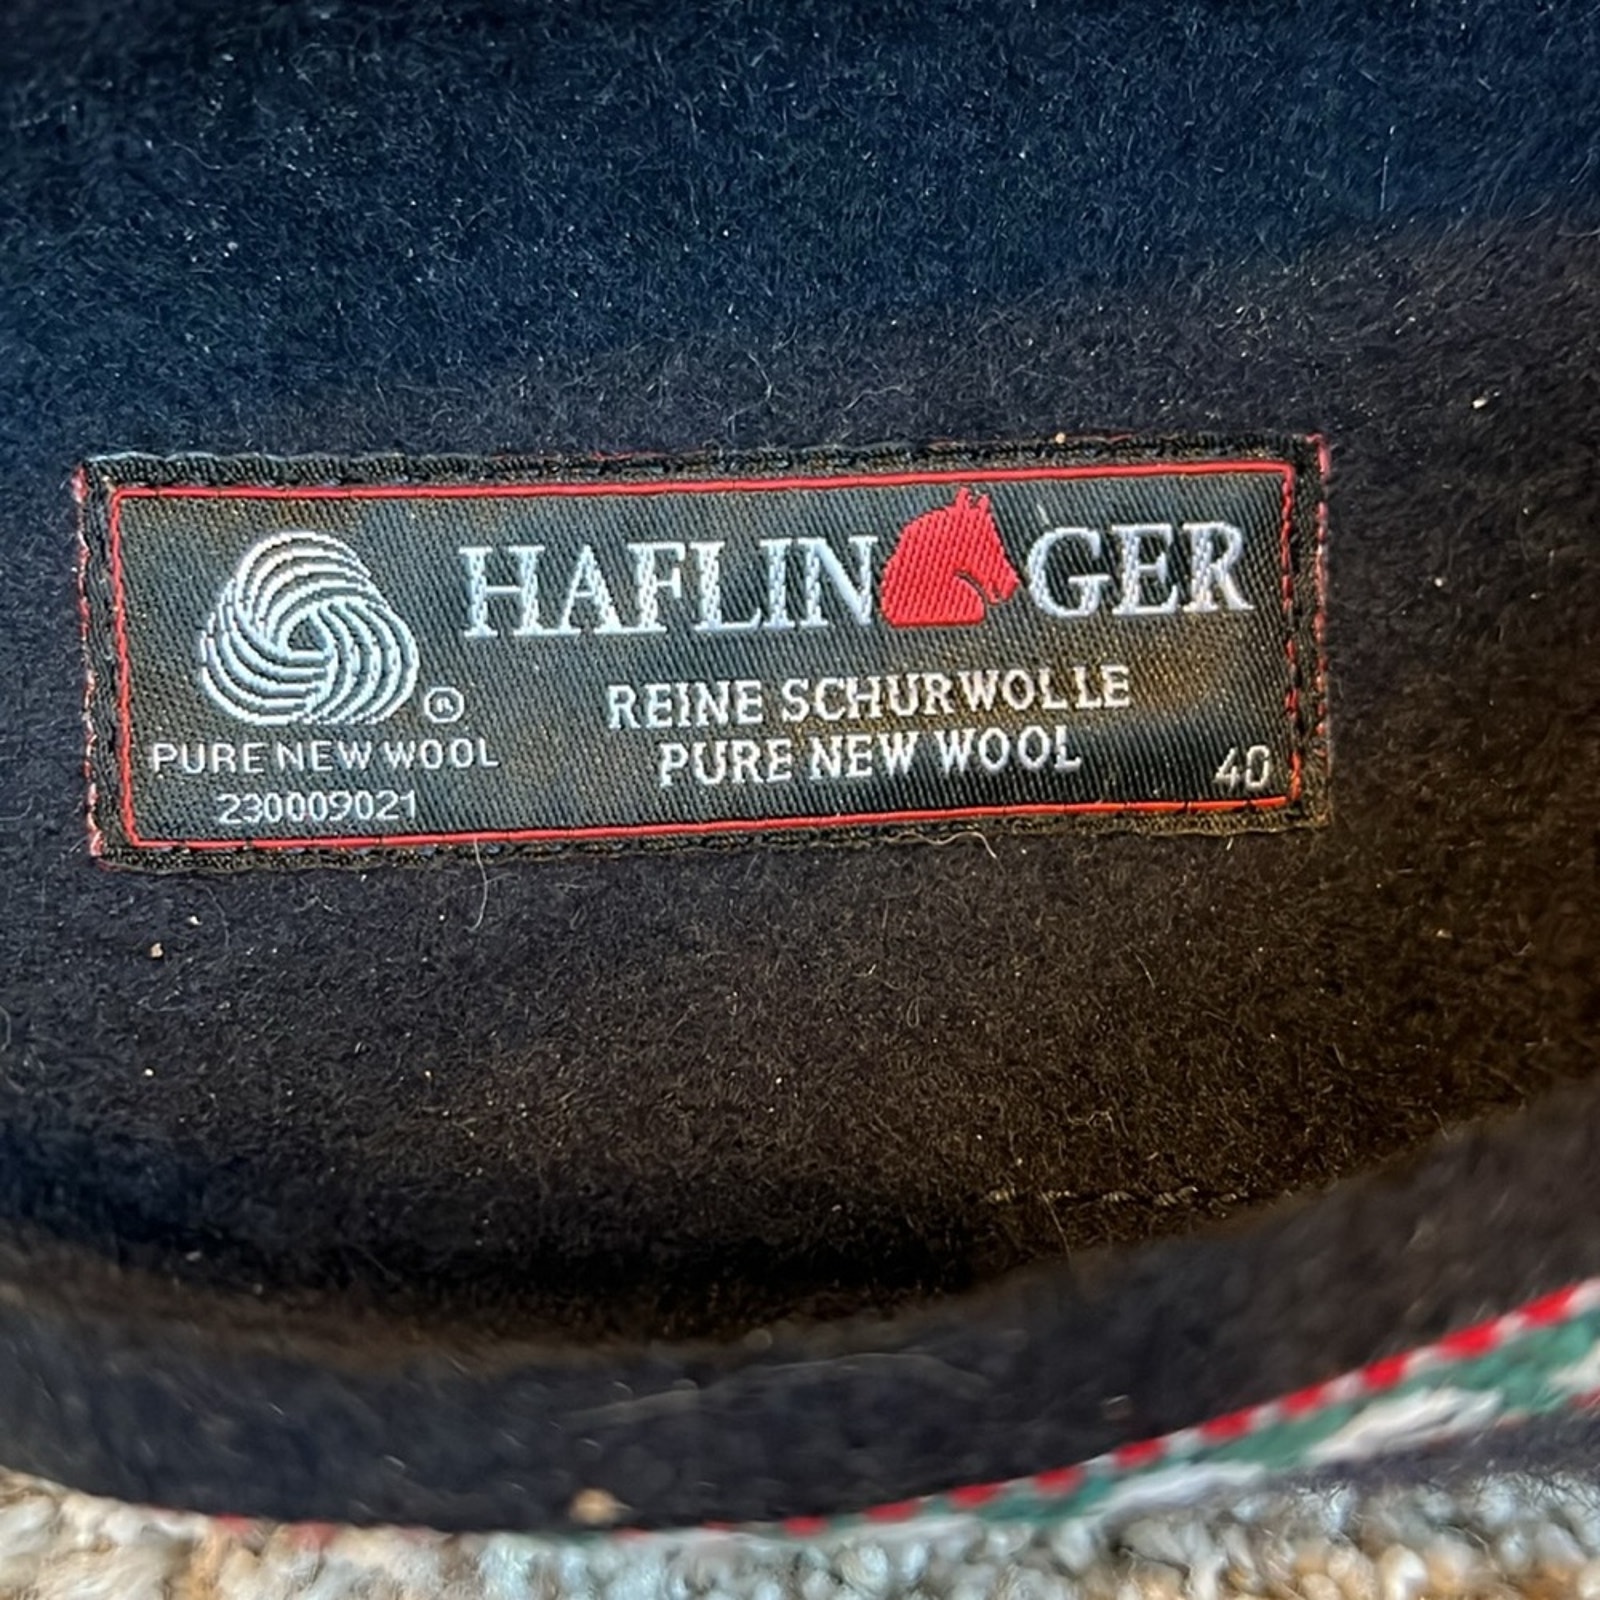 HAFLINGER
®
PURE NEW WOOL
230009021
REINE SCHURWOLLE
PURE NEW WOOL
40